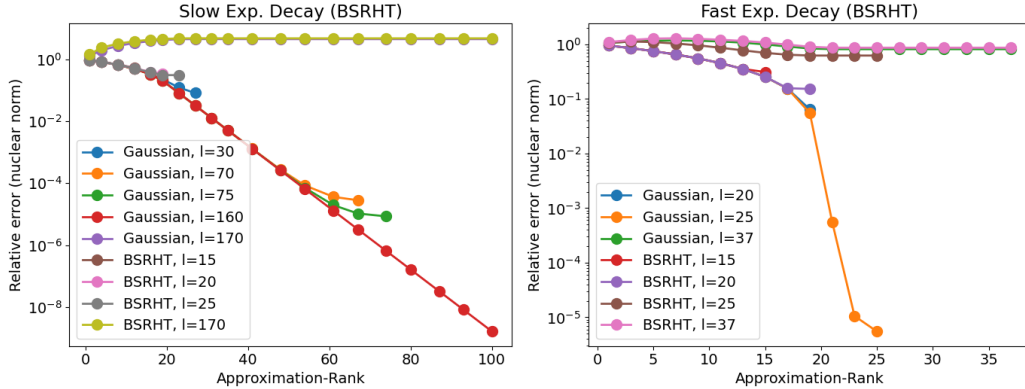 Slow Exp. Decay (BSRHT)
Relative error (nuclear norm)
10⁰
10⁻²
10⁻⁴
10⁻⁶
10⁻⁸
Gaussian, l=30
Gaussian, l=70
Gaussian, l=75
Gaussian, l=160
Gaussian, l=170
BSRHT, l=15
BSRHT, l=20
BSRHT, l=25
BSRHT, l=170
0 20 40 60 80 100
Approximation-Rank
Fast Exp. Decay (BSRHT)
Relative error (nuclear norm)
10⁰
10⁻¹
10⁻²
10⁻³
10⁻⁴
10⁻⁵
Gaussian, l=20
Gaussian, l=25
Gaussian, l=37
BSRHT, l=15
BSRHT, l=20
BSRHT, l=25
BSRHT, l=37
0 5 10 15 20 25 30 35
Approximation-Rank